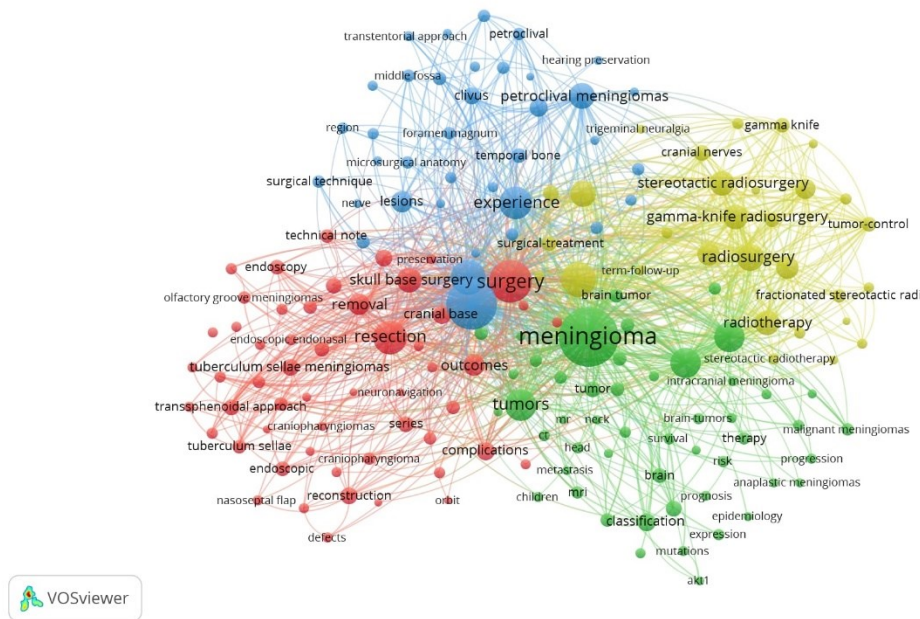 petroclival
transtentorial approach
hearing preservation
middle fossa
clivus
petroclival meningiomas
gamma knife
region
foramen magnum
trigeminal neuralgia
cranial nerves
microsurgical anatomy
temporal bone
surgical technique
stereotactic radiosurgery
nerve
lesions
experience
gamma-knife radiosurgery
tumor-control
technical note
surgical-treatment
preservation
radiosurgery
endoscopy
skull base surgery
surgery
term-follow-up
olfactory groove meningiomas
brain tumor
fractionated stereotactic radi
removal
cranial base
radiotherapy
endoscopic endonasal
resection
meningioma
stereotactic radiotherapy
tuberculum sellae meningiomas
outcomes
intracranial meningioma
neuronavigation
tumor
transsphenoidal approach
tumors
craniopharyngiomas
series
mr
neck
brain-tumors
malignant meningiomas
tuberculum sellae
ct
survival
therapy
craniopharyngioma
complications
head
endoscopic
metastasis
brain
risk
progression
nasoseptal flap
reconstruction
orbit
children
mri
prognosis
anaplastic meningiomas
classification
epidemiology
defects
expression
mutations
akt1
VOSviewer